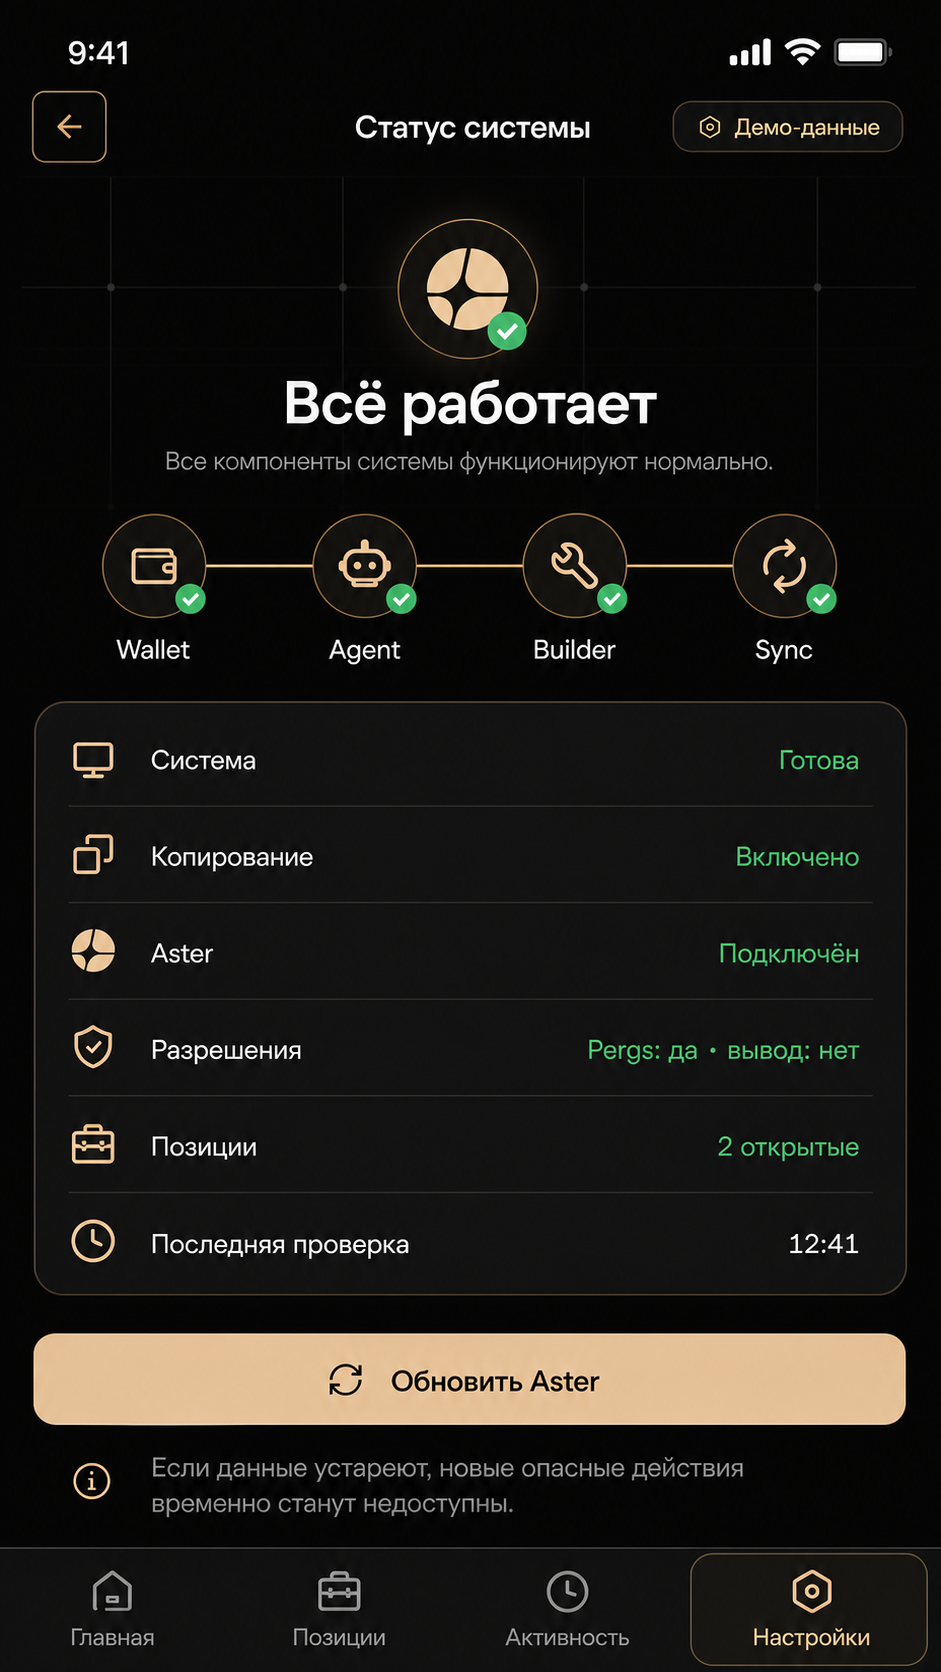 9:41
Статус системы
Демо-данные
Всё работает
Все компоненты системы функционируют нормально.
Wallet
Agent
Builder
Sync
Система
Готова
Копирование
Включено
Aster
Подключён
Разрешения
Pergs: да • вывод: нет
Позиции
2 открытые
Последняя проверка
12:41
Обновить Aster
Если данные устареют, новые опасные действия
временно станут недоступны.
Главная
Позиции
Активность
Настройки